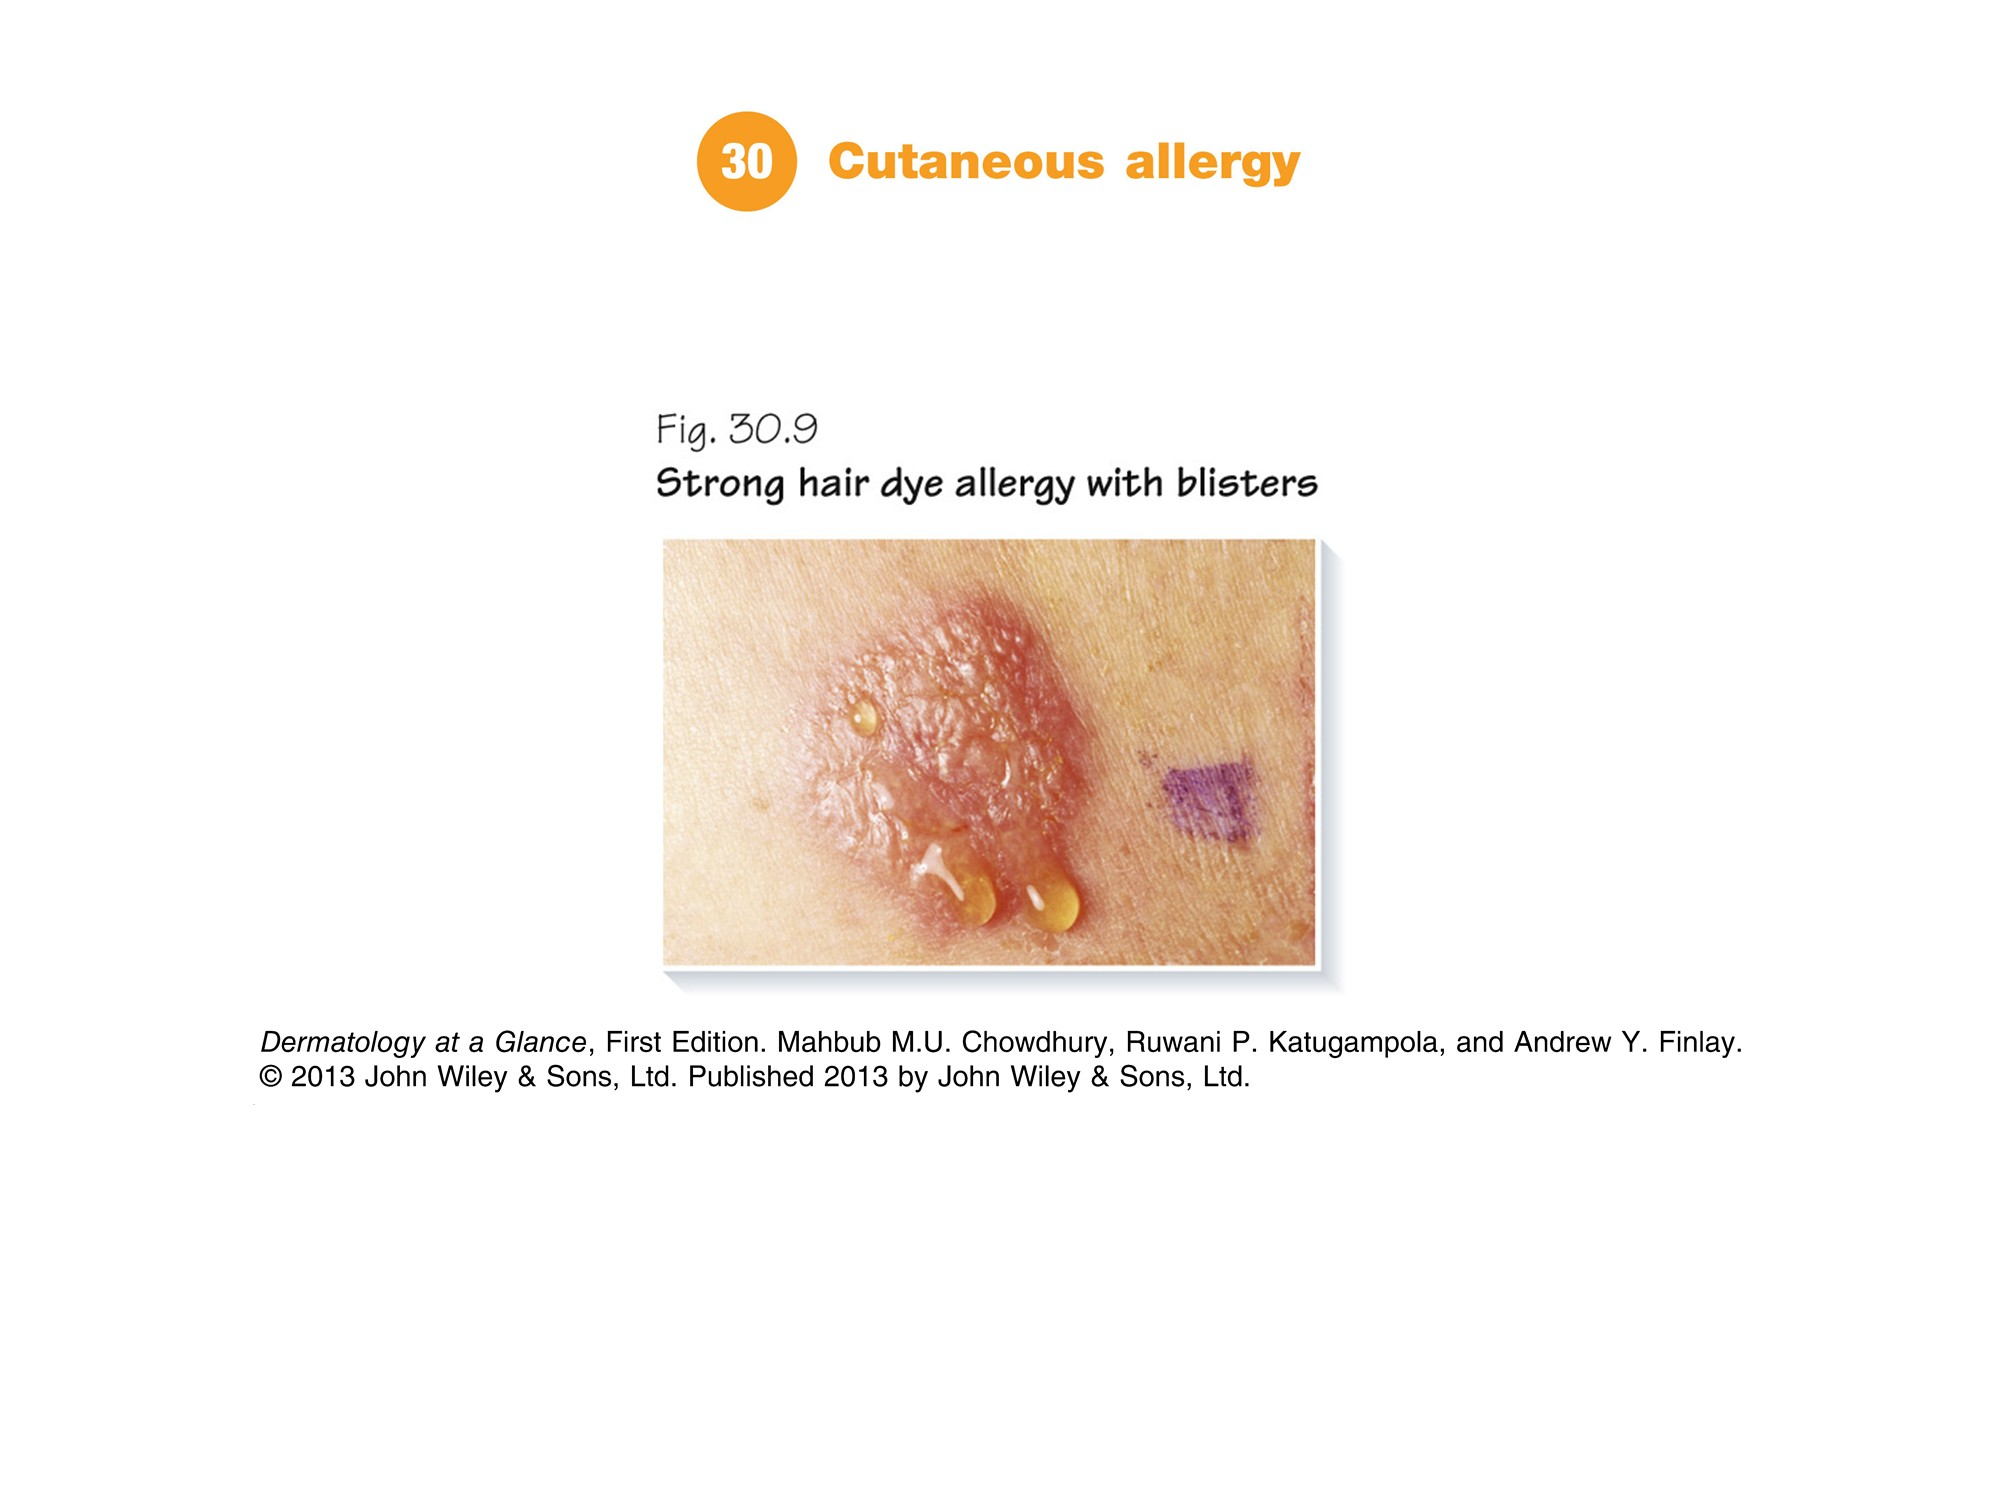 30 Cutaneous allergy
Fig. 30.9
Strong hair dye allergy with blisters
Dermatology at a Glance, First Edition. Mahbub M.U. Chowdhury, Ruwani P. Katugampola, and Andrew Y. Finlay.
© 2013 John Wiley & Sons, Ltd. Published 2013 by John Wiley & Sons, Ltd.